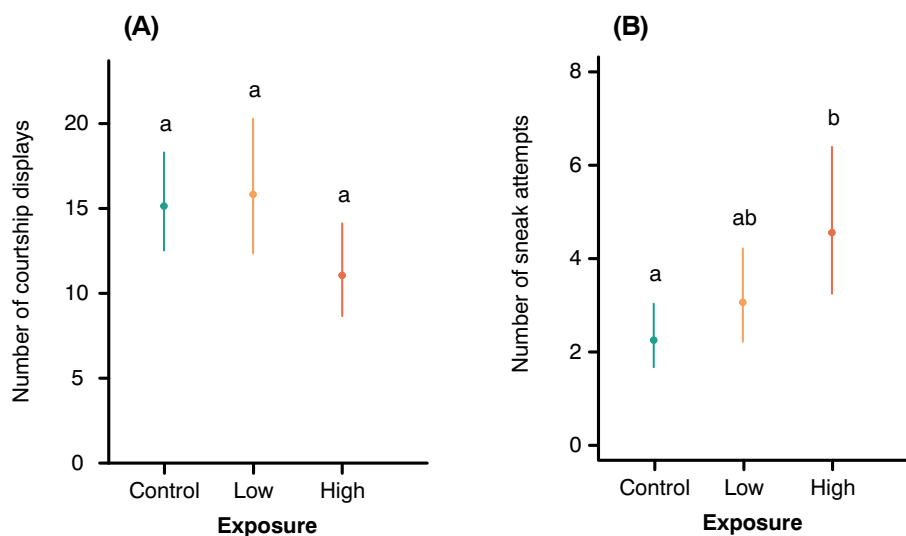 (A)
Number of courtship displays
20
15
10
5
0
a
a
a
Control Low High
Exposure
(B)
Number of sneak attempts
8
6
4
2
0
a
ab
b
Control Low High
Exposure